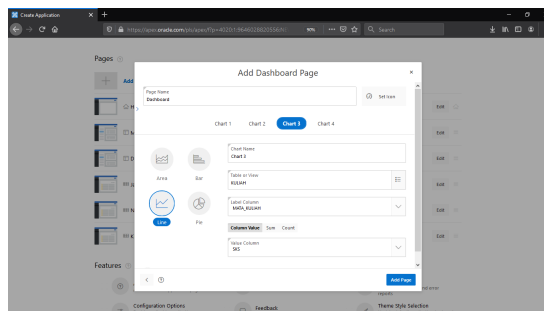 Create Application
https://apex.oracle.com/pls/apex/f?p=4020:1:9646028820556
90%
Search
Pages
Add
Add Dashboard Page
Page Name
Dashboard
Set Icon
Chart 1
Chart 2
Chart 3
Chart 4
Area
Bar
Line
Pie
Chart Name
Chart 3
Table or View
KULIAH
Label Column
MATA_KULIAH
Column Value
Sum
Count
Value Column
SKS
Add Page
Edit
Edit
Edit
Edit
Edit
Edit
Features
reports
Configuration Options
Feedback
Theme Style Selection